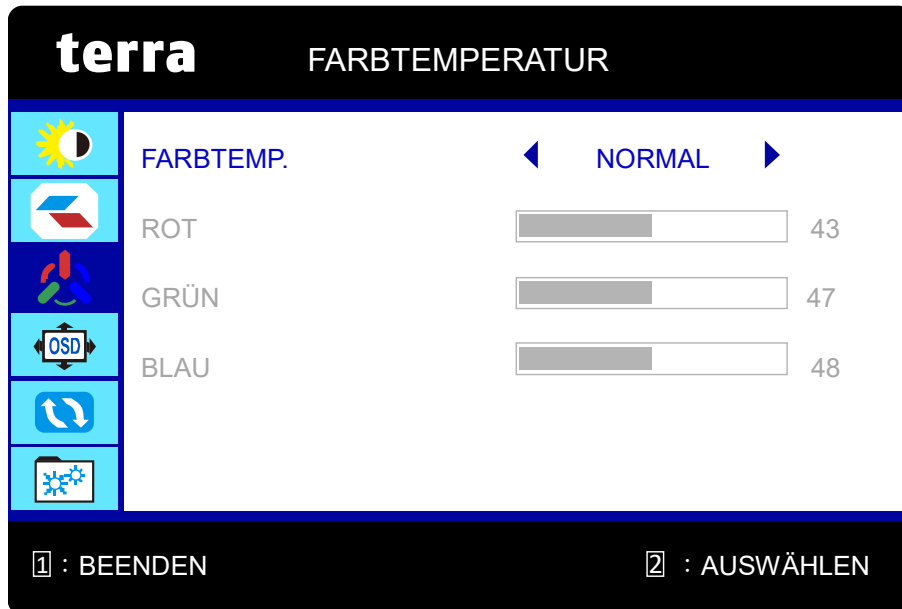 terra FARBTEMPERATUR
FARBTEMP. NORMAL
ROT 43
GRÜN 47
OSD
BLAU 48
1 : BEENDEN 2 : AUSWÄHLEN